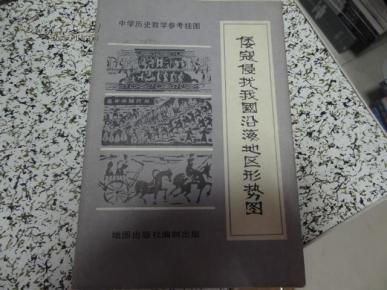 中学历史教学参考挂图
倭寇侵扰我國沿海地区形势图
地图出版社编制出版